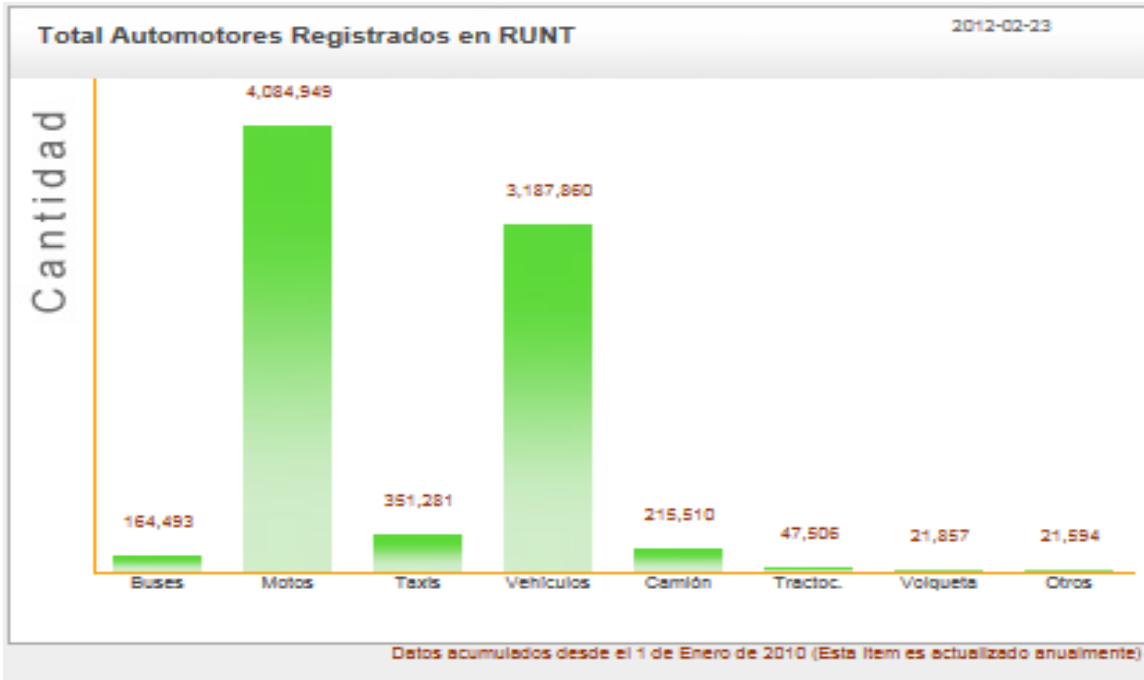 Total Automotores Registrados en RUNT
2012-02-23
Cantidad
4,084,949
3,187,860
351,281
215,510
164,493
47,506
21,857
21,594
Buses Motos Taxis Vehículos Camión Tractoc. Volqueta Otros
Datos acumulados desde el 1 de Enero de 2010 (Esta Item es actualizado anualmente)